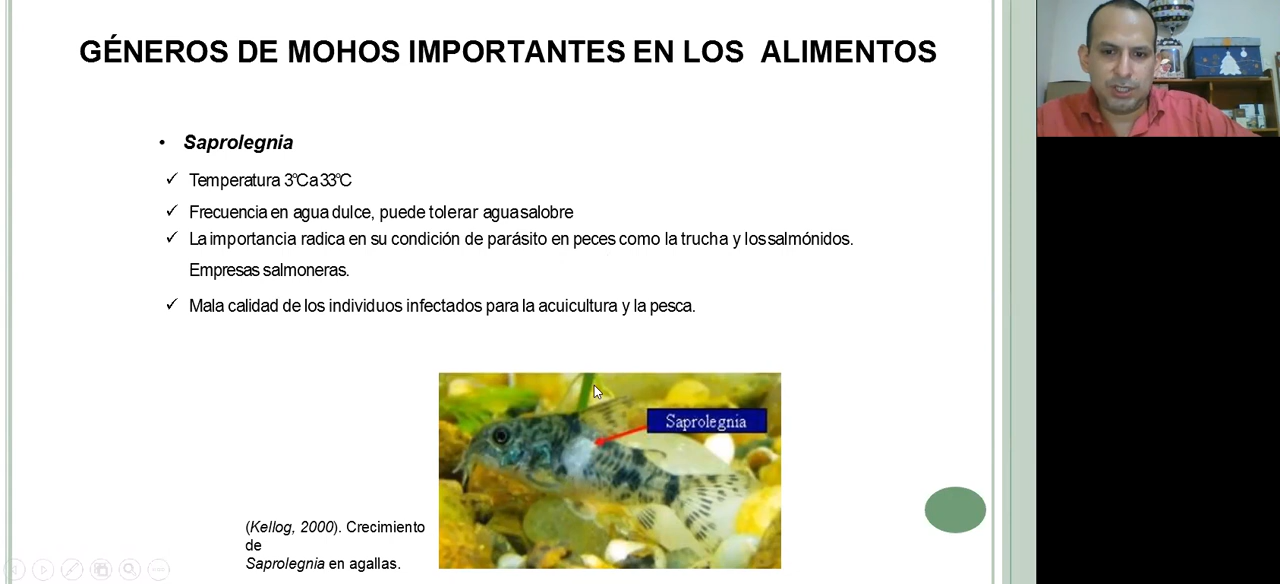 GÉNEROS DE MOHOS IMPORTANTES EN LOS ALIMENTOS
• Saprolegnia
✓ Temperatura 3°C a 33°C
✓ Frecuencia en agua dulce, puede tolerar agua salobre
✓ La importancia radica en su condición de parásito en peces como la trucha y los salmónidos.
Empresas salmoneras.
✓ Mala calidad de los individuos infectados para la acuicultura y la pesca.
Saprolegnia
(Kellog, 2000). Crecimiento
de
Saprolegnia en agallas.